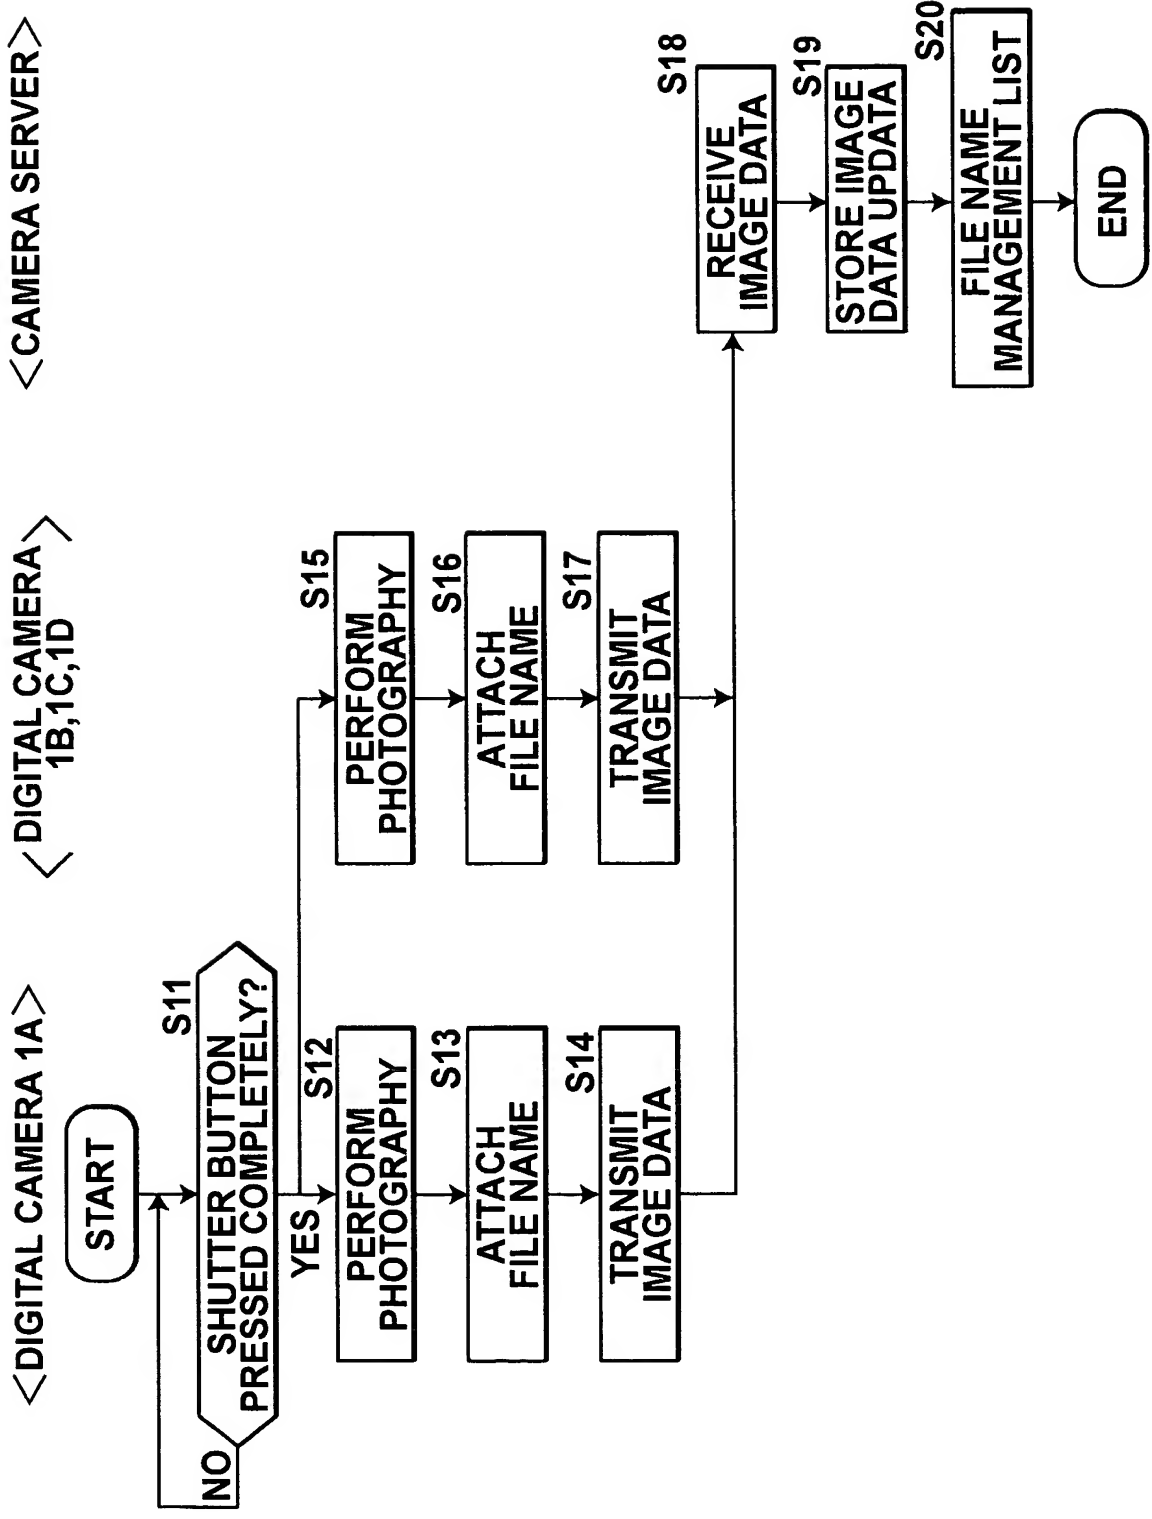 <DIGITAL CAMERA 1A>
START
S11
SHUTTER BUTTON
PRESSED COMPLETELY?
NO
YES
S12
PERFORM
PHOTOGRAPHY
S13
ATTACH
FILE NAME
S14
TRANSMIT
IMAGE DATA
<DIGITAL CAMERA
1B,1C,1D>
S15
PERFORM
PHOTOGRAPHY
S16
ATTACH
FILE NAME
S17
TRANSMIT
IMAGE DATA
<CAMERA SERVER>
S18
RECEIVE
IMAGE DATA
S19
STORE IMAGE
DATA UPDATA
S20
FILE NAME
MANAGEMENT LIST
END